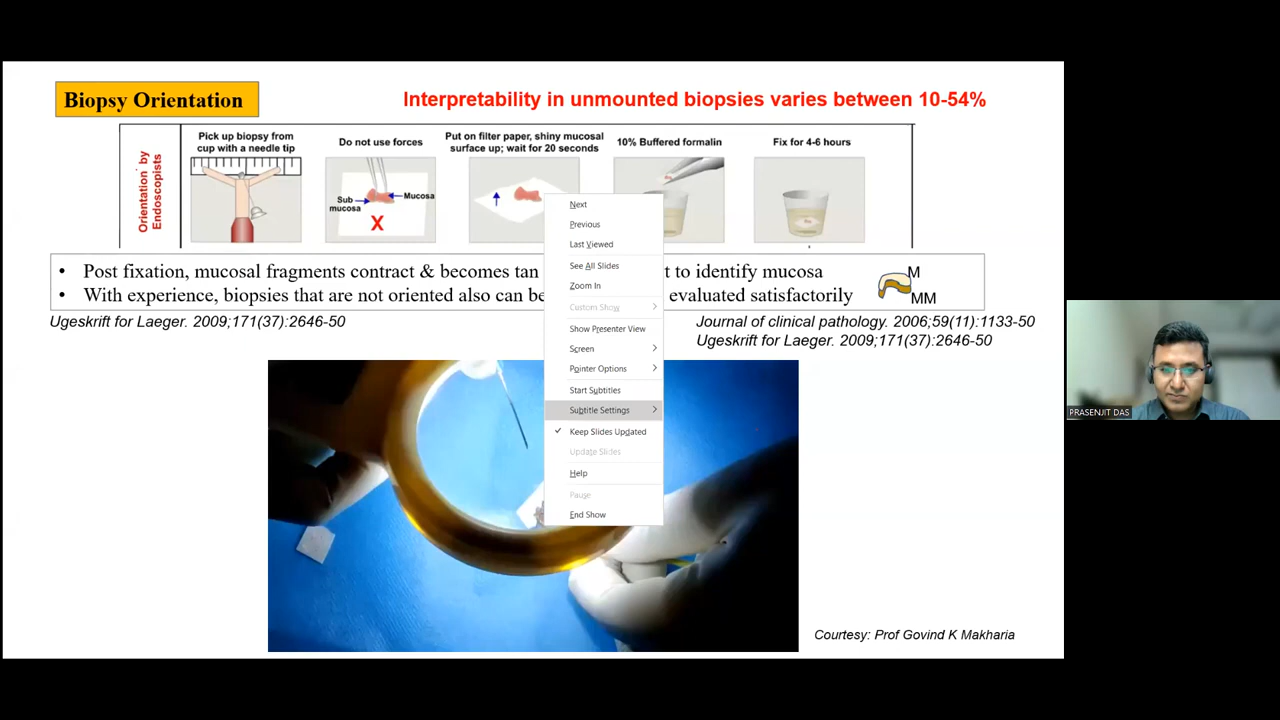 Biopsy Orientation
Interpretability in unmounted biopsies varies between 10-54%
Orientation by
Endoscopists
Pick up biopsy from
cup with a needle tip
Do not use forces
Put on filter paper, shiny mucosal
surface up; wait for 20 seconds
10% Buffered formalin
Fix for 4-6 hours
Sub
mucosa
Mucosa
X
• Post fixation, mucosal fragments contract & becomes tan
to identify mucosa
• With experience, biopsies that are not oriented also can be
evaluated satisfactorily
M
MM
Ugeskrift for Laeger. 2009;171(37):2646-50
Journal of clinical pathology. 2006;59(11):1133-50
Ugeskrift for Laeger. 2009;171(37):2646-50
Next
Previous
Last Viewed
See All Slides
Zoom In
Custom Show
Show Presenter View
Screen
Pointer Options
Start Subtitles
Subtitle Settings
Keep Slides Updated
Update Slides
Help
Pause
End Show
Courtesy: Prof Govind K Makharia
PRASENJIT DAS